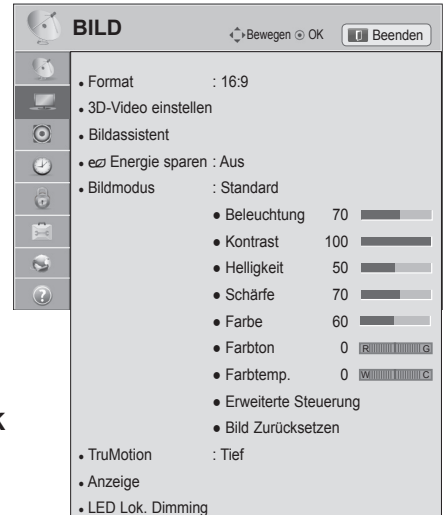 BILD
Bewegen OK Beenden
• Format : 16:9
• 3D-Video einstellen
• Bildassistent
• Energie sparen : Aus
• Bildmodus : Standard
• Beleuchtung 70
• Kontrast 100
• Helligkeit 50
• Schärfe 70
• Farbe 60
• Farbton 0 R G
• Farbtemp. 0 W C
• Erweiterte Steuerung
• Bild Zurücksetzen
• TruMotion : Tief
• Anzeige
• LED Lok. Dimming